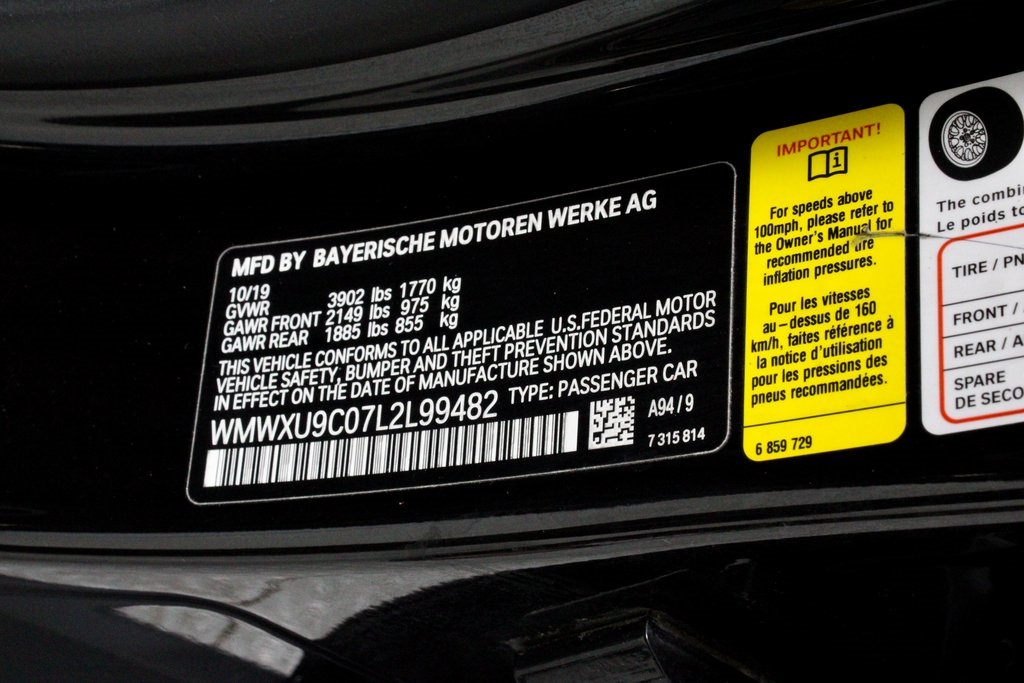 MFD BY BAYERISCHE MOTOREN WERKE AG
10/19
GVWR 3902 lbs 1770 kg
GAWR FRONT 2149 lbs 975 kg
GAWR REAR 1885 lbs 855 kg
THIS VEHICLE CONFORMS TO ALL APPLICABLE U.S.FEDERAL MOTOR
VEHICLE SAFETY, BUMPER AND THEFT PREVENTION STANDARDS
IN EFFECT ON THE DATE OF MANUFACTURE SHOWN ABOVE.
WMWXU9C07L2L99482 TYPE: PASSENGER CAR
A94/9
7 315 814
IMPORTANT!
i
For speeds above
100mph, please refer to
the Owner's Manual for
recommended tire
inflation pressures.
Pour les vitesses
au-dessus de 160
km/h, faites référence à
la notice d'utilisation
pour les pressions des
pneus recommandées.
6 859 729
The combi
Le poids to
TIRE / PN
FRONT /
REAR / A
SPARE
DE SECO